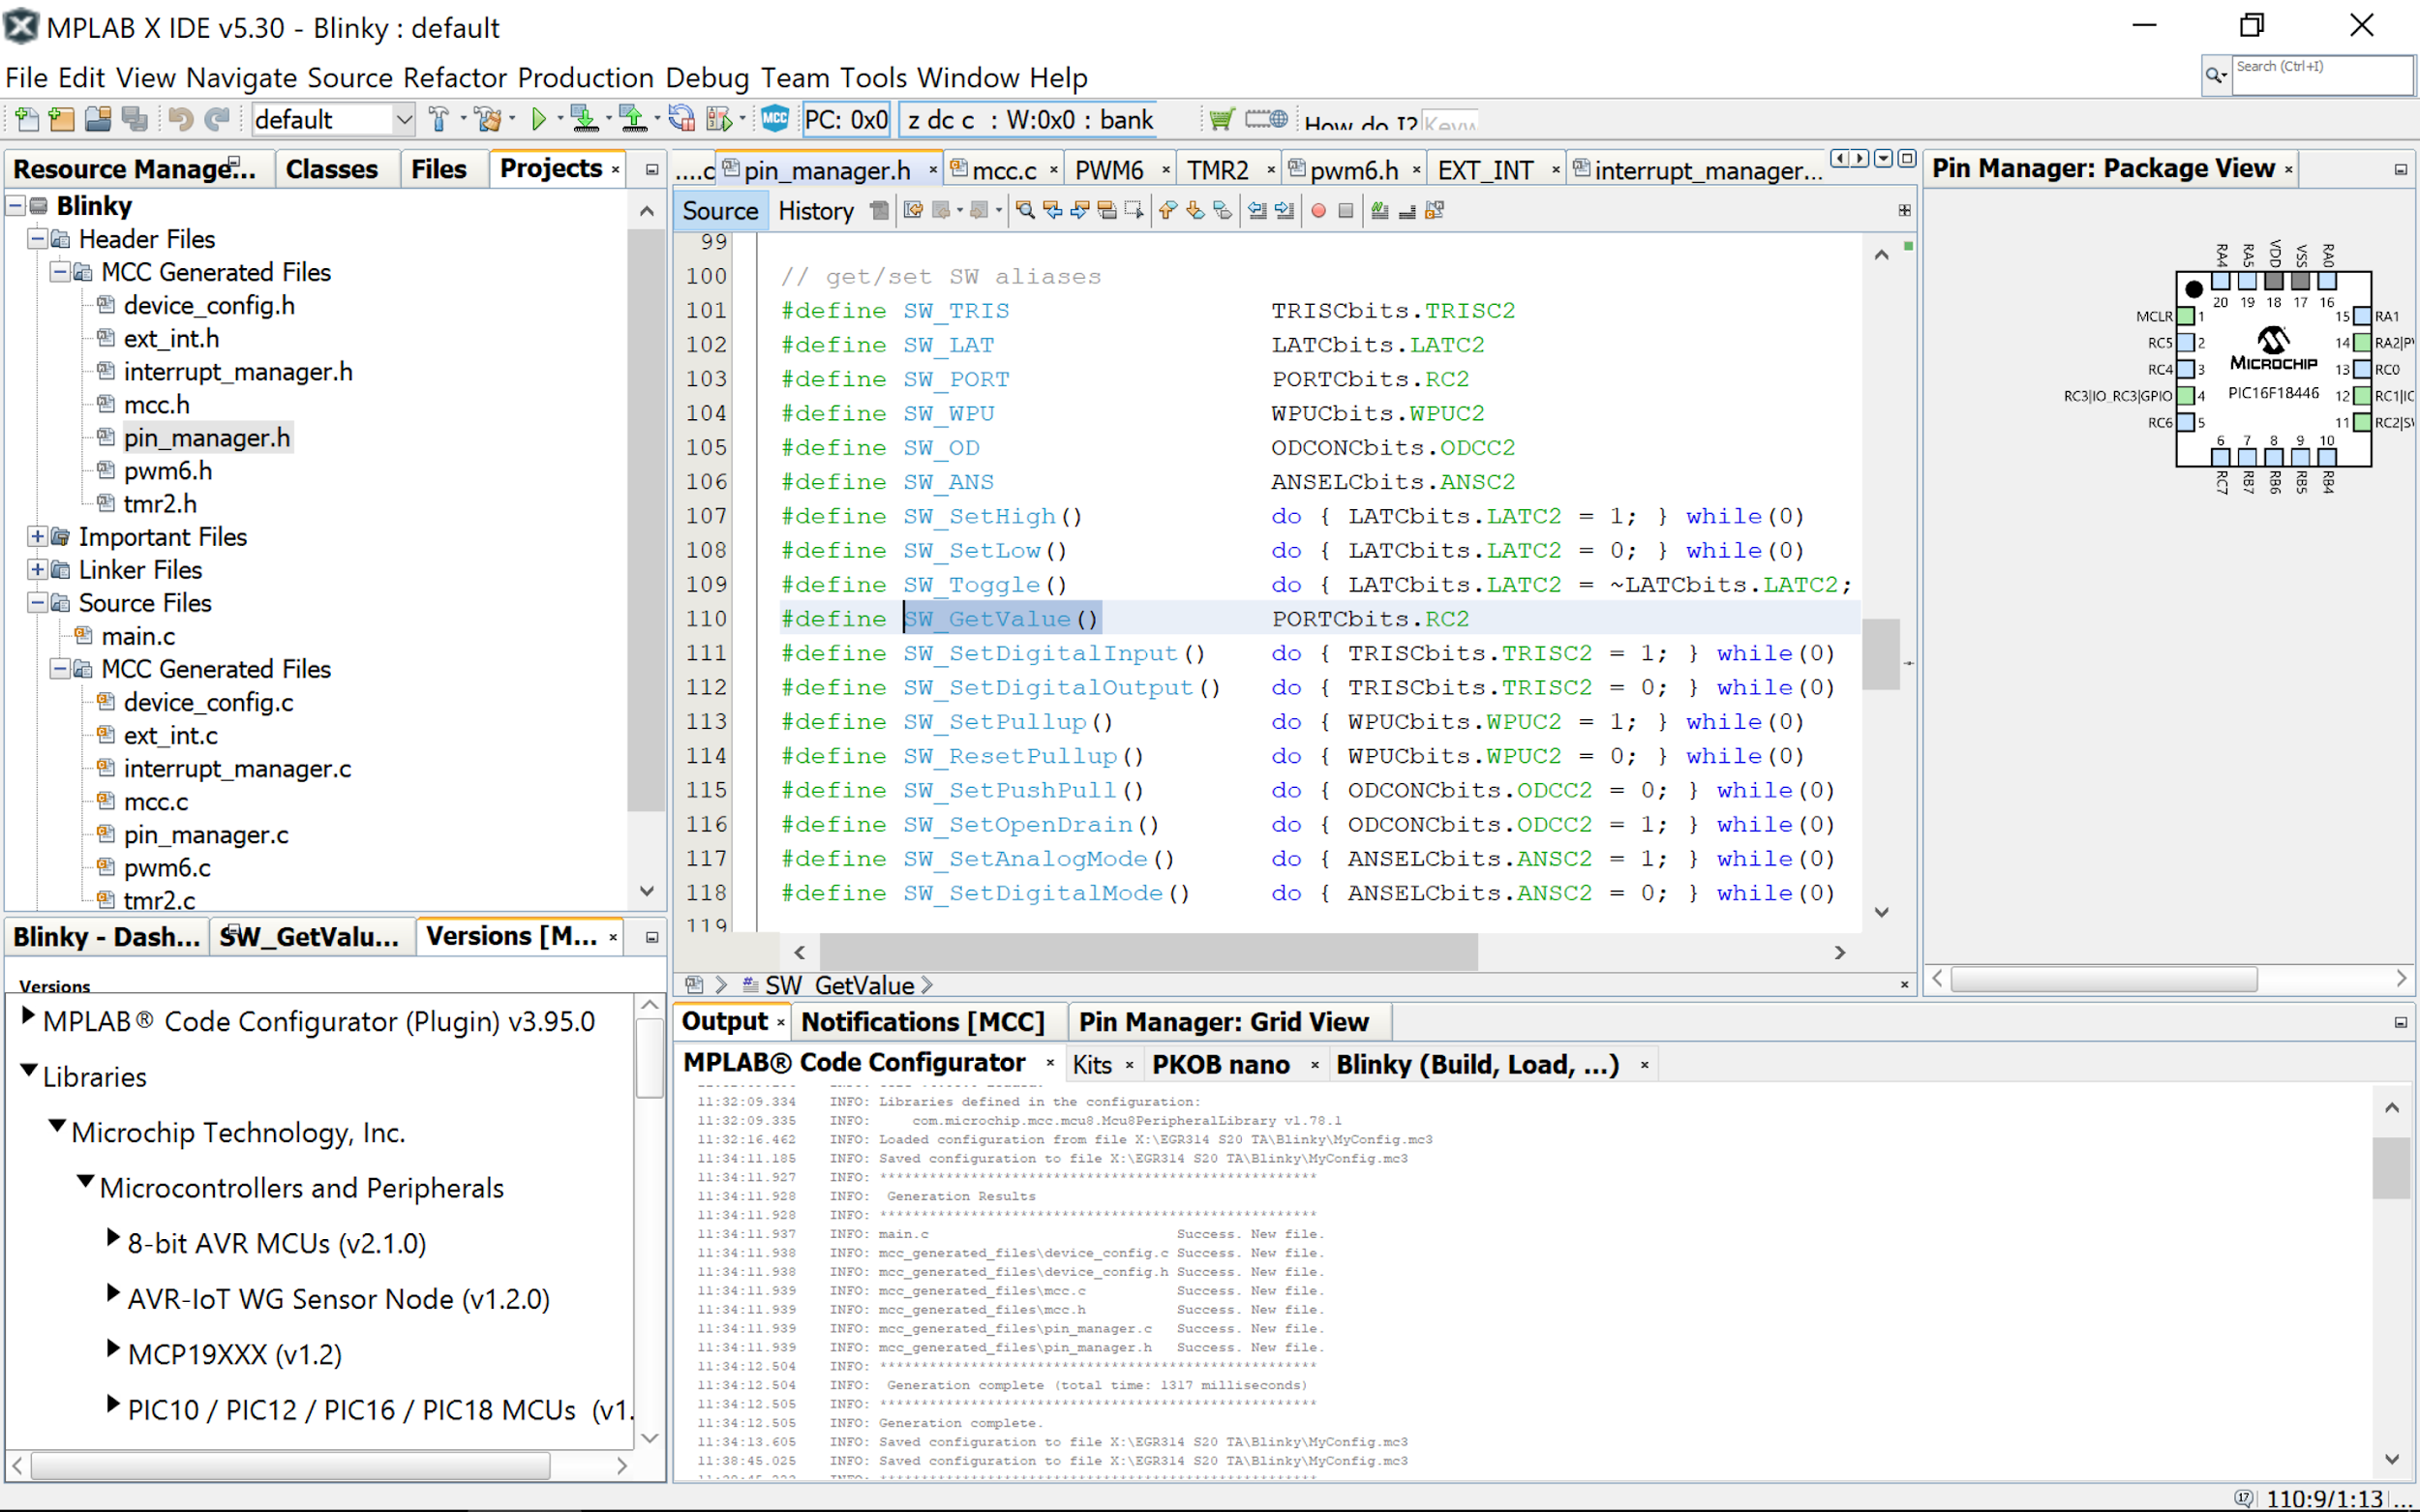 MPLAB X IDE v5.30 - Blinky : default
File Edit View Navigate Source Refactor Production Debug Team Tools Window Help
Search (Ctrl+I)
default
MCC
PC: 0x0
z dc c : W:0x0 : bank
How do I?
Resource Manage... Classes Files Projects
Blinky
Header Files
MCC Generated Files
device_config.h
ext_int.h
interrupt_manager.h
mcc.h
pin_manager.h
pwm6.h
tmr2.h
Important Files
Linker Files
Source Files
main.c
MCC Generated Files
device_config.c
ext_int.c
interrupt_manager.c
mcc.c
pin_manager.c
pwm6.c
tmr2.c
Blinky - Dash... SW_GetValu... Versions [M...
Versions
MPLAB® Code Configurator (Plugin) v3.95.0
Libraries
Microchip Technology, Inc.
Microcontrollers and Peripherals
8-bit AVR MCUs (v2.1.0)
AVR-IoT WG Sensor Node (v1.2.0)
MCP19XXX (v1.2)
PIC10 / PIC12 / PIC16 / PIC18 MCUs (v1.
....c pin_manager.h mcc.c PWM6 TMR2 pwm6.h EXT_INT interrupt_manager...
Source History
99
100 // get/set SW aliases
101 #define SW_TRIS TRISCbits.TRISC2
102 #define SW_LAT LATCbits.LATC2
103 #define SW_PORT PORTCbits.RC2
104 #define SW_WPU WPUCbits.WPUC2
105 #define SW_OD ODCONCbits.ODCC2
106 #define SW_ANS ANSELCbits.ANSC2
107 #define SW_SetHigh() do { LATCbits.LATC2 = 1; } while(0)
108 #define SW_SetLow() do { LATCbits.LATC2 = 0; } while(0)
109 #define SW_Toggle() do { LATCbits.LATC2 = ~LATCbits.LATC2;
110 #define SW_GetValue() PORTCbits.RC2
111 #define SW_SetDigitalInput() do { TRISCbits.TRISC2 = 1; } while(0)
112 #define SW_SetDigitalOutput() do { TRISCbits.TRISC2 = 0; } while(0)
113 #define SW_SetPullup() do { WPUCbits.WPUC2 = 1; } while(0)
114 #define SW_ResetPullup() do { WPUCbits.WPUC2 = 0; } while(0)
115 #define SW_SetPushPull() do { ODCONCbits.ODCC2 = 0; } while(0)
116 #define SW_SetOpenDrain() do { ODCONCbits.ODCC2 = 1; } while(0)
117 #define SW_SetAnalogMode() do { ANSELCbits.ANSC2 = 1; } while(0)
118 #define SW_SetDigitalMode() do { ANSELCbits.ANSC2 = 0; } while(0)
119
SW_GetValue
Pin Manager: Package View
RA4 RA5 VDD VSS RA0
20 19 18 17 16
MCLR 1 15 RA1
RC5 2 14 RA2|P
RC4 3 MICROCHIP 13 RC0
RC3|IO_RC3|GPIO 4 PIC16F18446 12 RC1|IC
RC6 5 11 RC2|S
6 7 8 9 10
RC7 RB7 RB6 RB5 RB4
Output Notifications [MCC] Pin Manager: Grid View
MPLAB® Code Configurator Kits PKOB nano Blinky (Build, Load, ...)
11:32:09.334 INFO: Libraries defined in the configuration:
11:32:09.335 INFO: com.microchip.mcc.mcu8.Mcu8PeripheralLibrary v1.78.1
11:32:16.462 INFO: Loaded configuration from file X:\EGR314 S20 TA\Blinky\MyConfig.mc3
11:34:11.185 INFO: Saved configuration to file X:\EGR314 S20 TA\Blinky\MyConfig.mc3
11:34:11.927 INFO: *****************************************************
11:34:11.928 INFO: Generation Results
11:34:11.928 INFO: *****************************************************
11:34:11.937 INFO: main.c Success. New file.
11:34:11.938 INFO: mcc_generated_files\device_config.c Success. New file.
11:34:11.938 INFO: mcc_generated_files\device_config.h Success. New file.
11:34:11.939 INFO: mcc_generated_files\mcc.c Success. New file.
11:34:11.939 INFO: mcc_generated_files\mcc.h Success. New file.
11:34:11.939 INFO: mcc_generated_files\pin_manager.c Success. New file.
11:34:11.939 INFO: mcc_generated_files\pin_manager.h Success. New file.
11:34:12.504 INFO: *****************************************************
11:34:12.504 INFO: Generation complete (total time: 1317 milliseconds)
11:34:12.505 INFO: *****************************************************
11:34:12.505 INFO: Generation complete.
11:34:13.605 INFO: Saved configuration to file X:\EGR314 S20 TA\Blinky\MyConfig.mc3
11:38:45.025 INFO: Saved configuration to file X:\EGR314 S20 TA\Blinky\MyConfig.mc3
17 110:9/1:13 ...